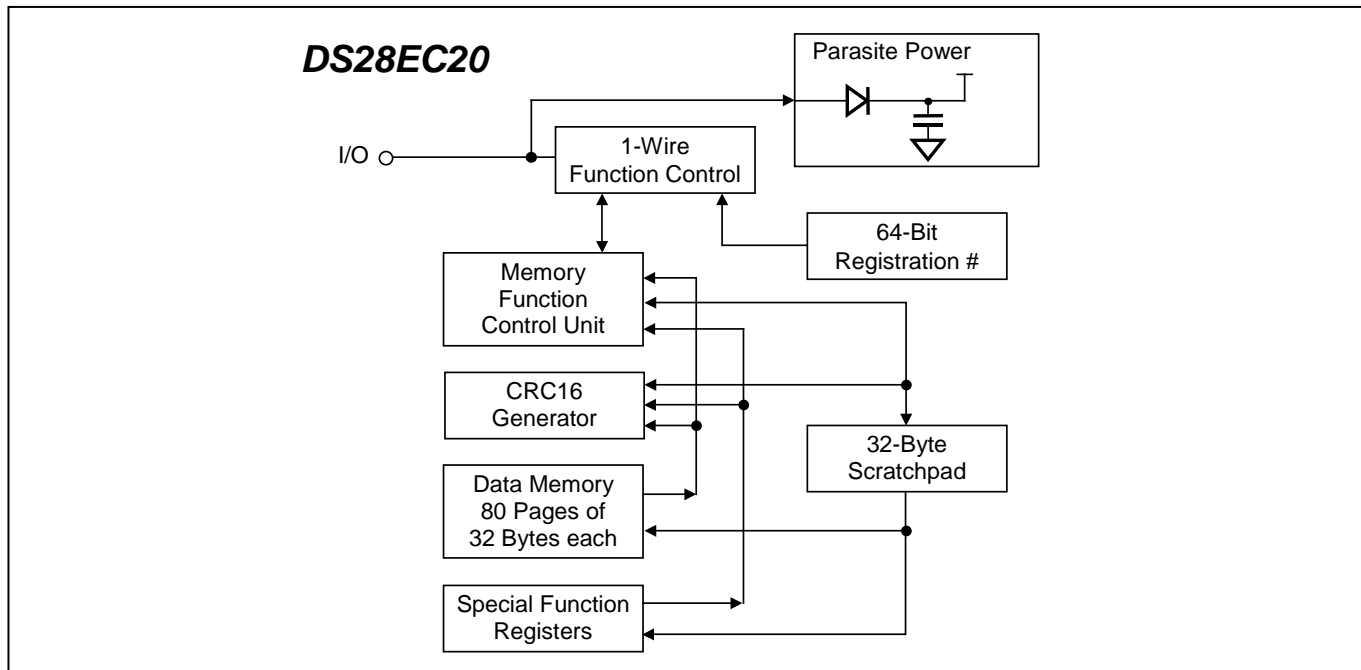 DS28EC20
Parasite Power
I/O
1-Wire
Function Control
64-Bit
Registration #
Memory
Function
Control Unit
CRC16
Generator
32-Byte
Scratchpad
Data Memory
80 Pages of
32 Bytes each
Special Function
Registers